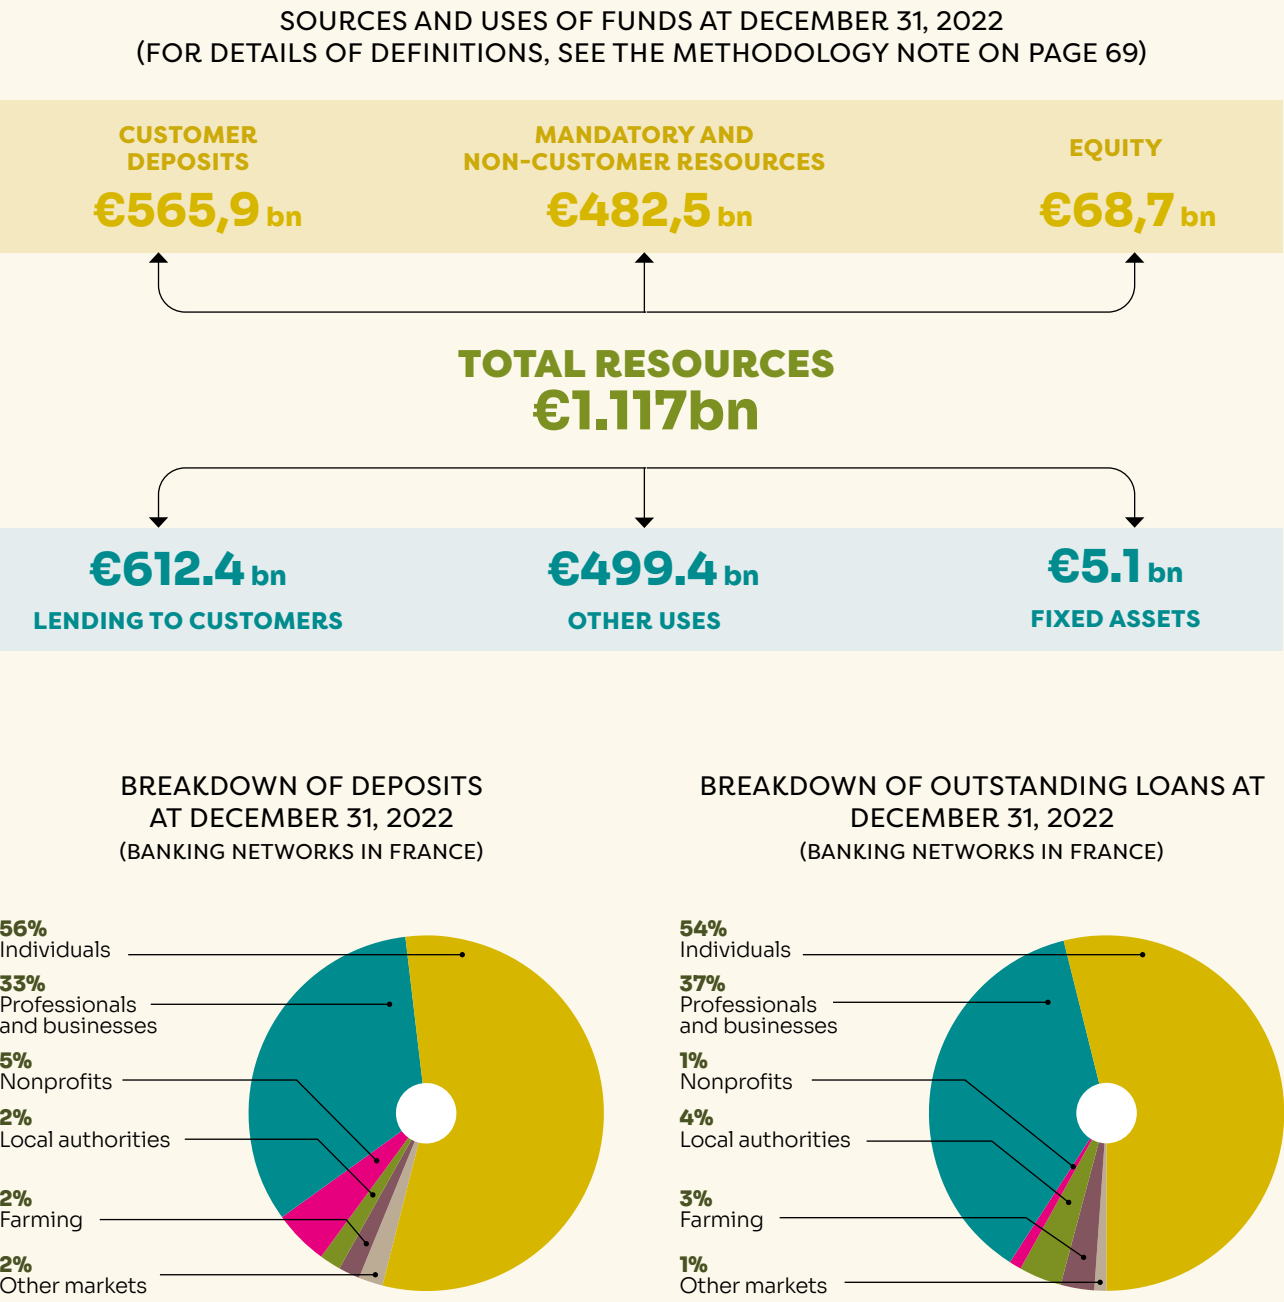 SOURCES AND USES OF FUNDS AT DECEMBER 31, 2022
(FOR DETAILS OF DEFINITIONS, SEE THE METHODOLOGY NOTE ON PAGE 69)
CUSTOMER
DEPOSITS
€565,9 bn
MANDATORY AND
NON-CUSTOMER RESOURCES
€482,5 bn
EQUITY
€68,7 bn
TOTAL RESOURCES
€1.117bn
€612.4 bn
LENDING TO CUSTOMERS
€499.4 bn
OTHER USES
€5.1 bn
FIXED ASSETS
BREAKDOWN OF DEPOSITS
AT DECEMBER 31, 2022
(BANKING NETWORKS IN FRANCE)
56%
Individuals
33%
Professionals
and businesses
5%
Nonprofits
2%
Local authorities
2%
Farming
2%
Other markets
BREAKDOWN OF OUTSTANDING LOANS AT
DECEMBER 31, 2022
(BANKING NETWORKS IN FRANCE)
54%
Individuals
37%
Professionals
and businesses
1%
Nonprofits
4%
Local authorities
3%
Farming
1%
Other markets